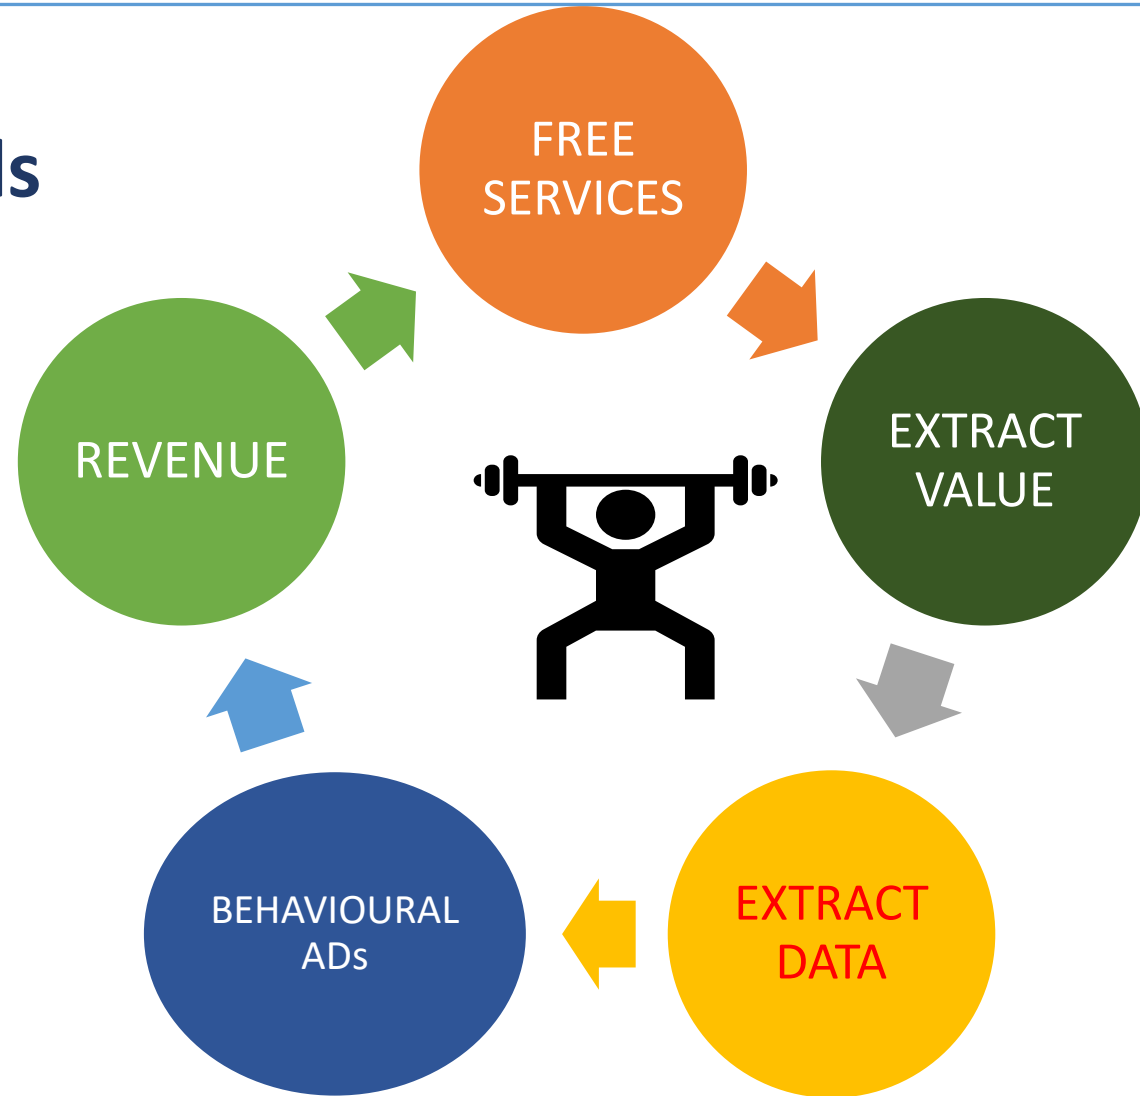 FREE
SERVICES
EXTRACT
VALUE
EXTRACT
DATA
BEHAVIOURAL
ADs
REVENUE